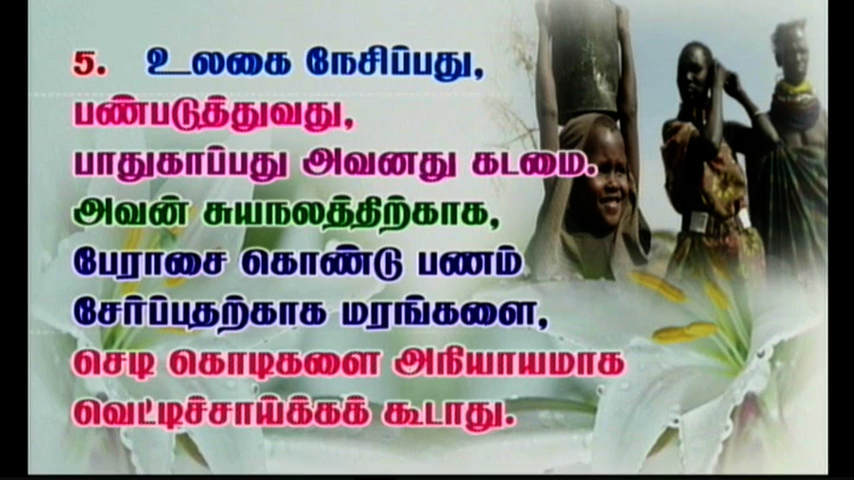 5. உலகை நேசிப்பது,
பண்படுத்துவது,
பாதுகாப்பது அவனது கடமை.
அவன் சுயநலத்திற்காக,
பேராசை கொண்டு பணம்
சேர்ப்பதற்காக மரங்களை,
செடி கொடிகளை அநியாயமாக
வெட்டிச்சாய்க்கக் கூடாது.